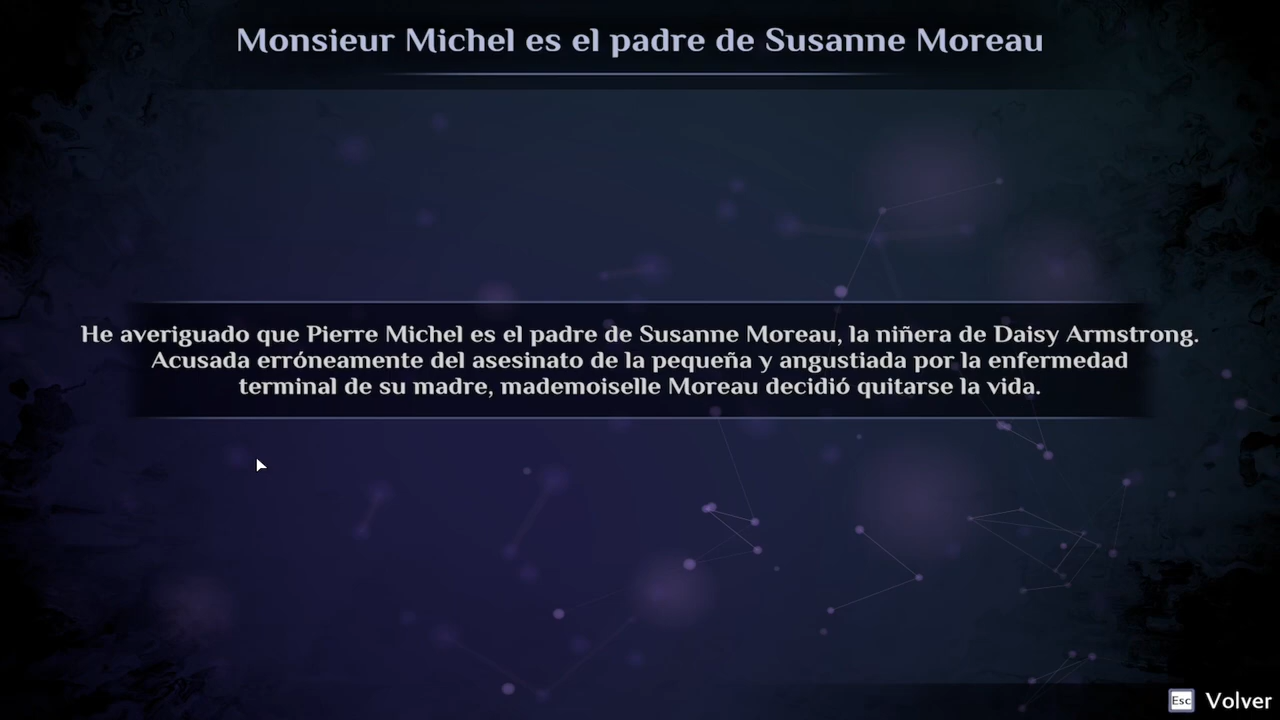 Monsieur Michel es el padre de Susanne Moreau
He averiguado que Pierre Michel es el padre de Susanne Moreau, la niñera de Daisy Armstrong.
Acusada erróneamente del asesinato de la pequeña y angustiada por la enfermedad
terminal de su madre, mademoiselle Moreau decidió quitarse la vida.
Esc Volver